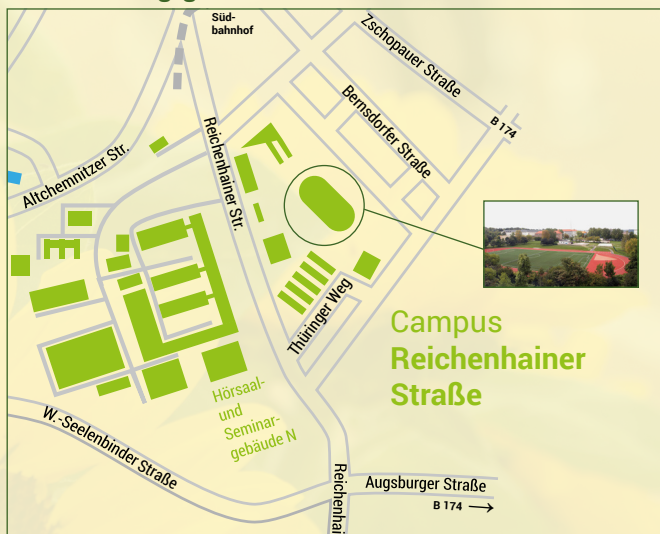 Süd-
bahnhof
Zschopauer Straße
B 174
Bernsdorfer Straße
Reichenhainer Str.
Altchemnitzer Str.
Thüringer Weg
Campus
Reichenhainer
Straße
Hörsaal-
und
Seminar-
gebäude N
W.-Seelenbinder Straße
Augsburger Straße
B 174